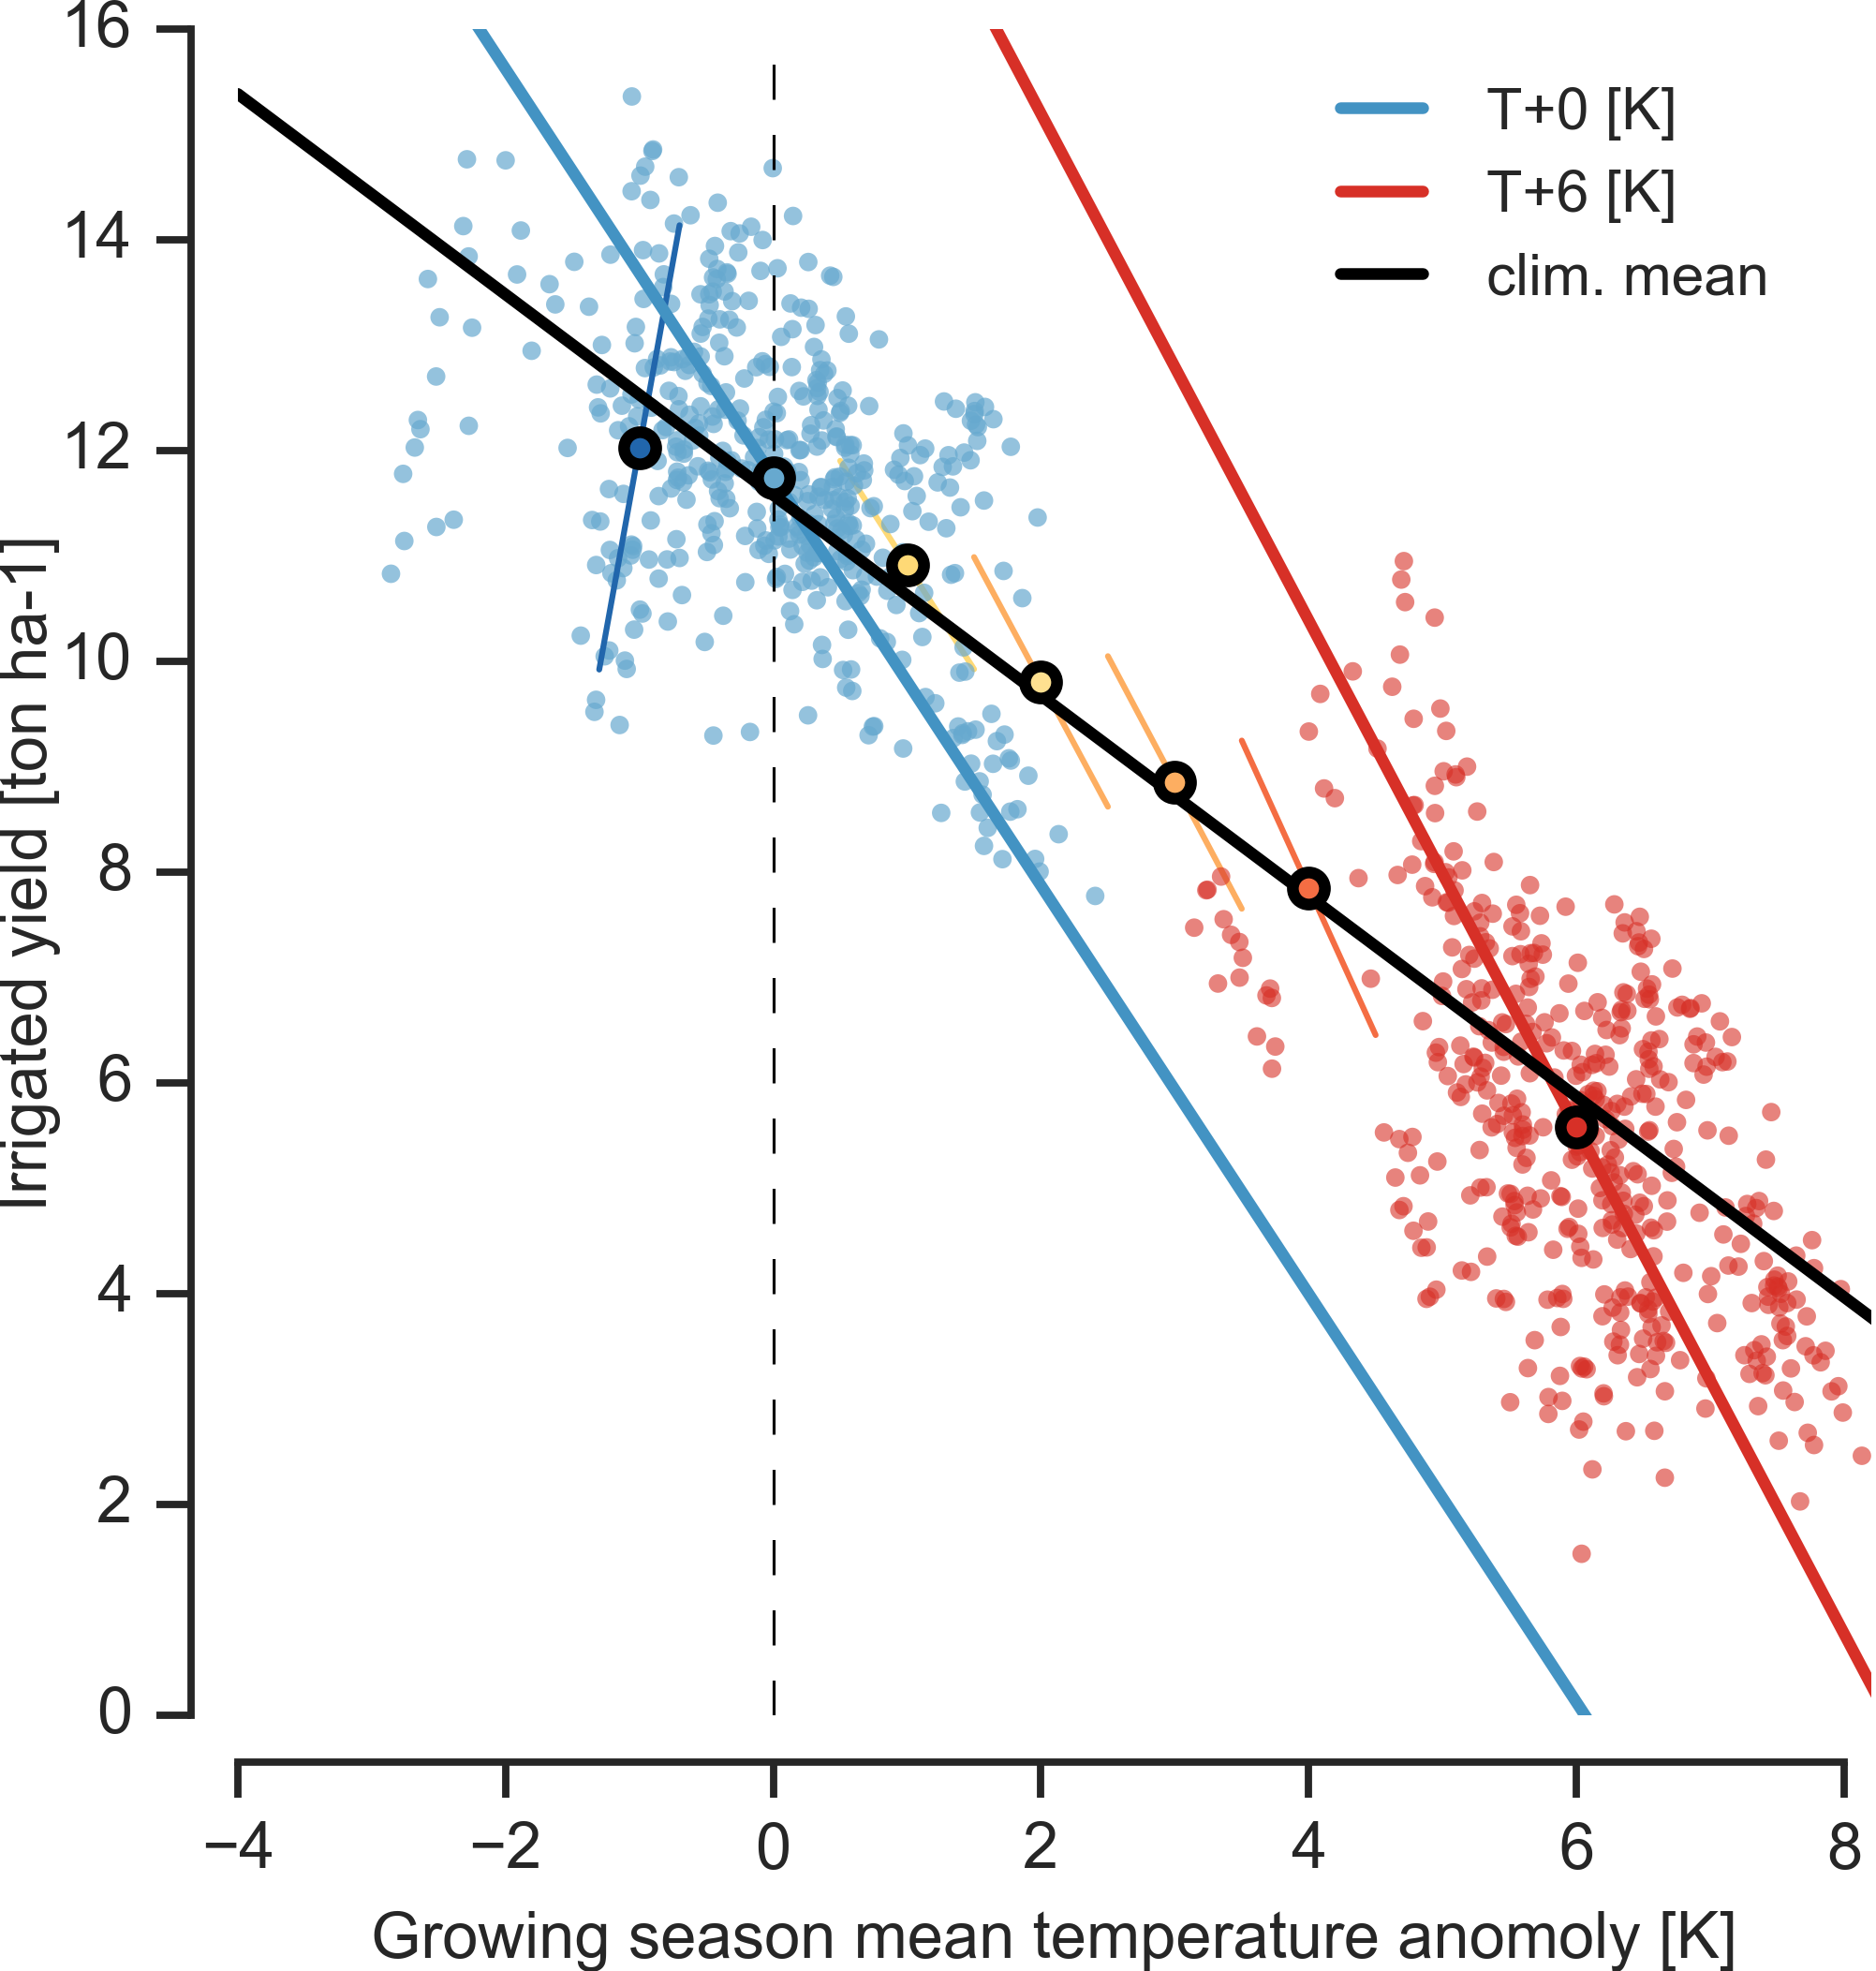 Irrigated yield [ton ha-1]
16
14
12
10
8
6
4
2
0
T+0 [K]
T+6 [K]
clim. mean
−4 −2 0 2 4 6 8
Growing season mean temperature anomoly [K]